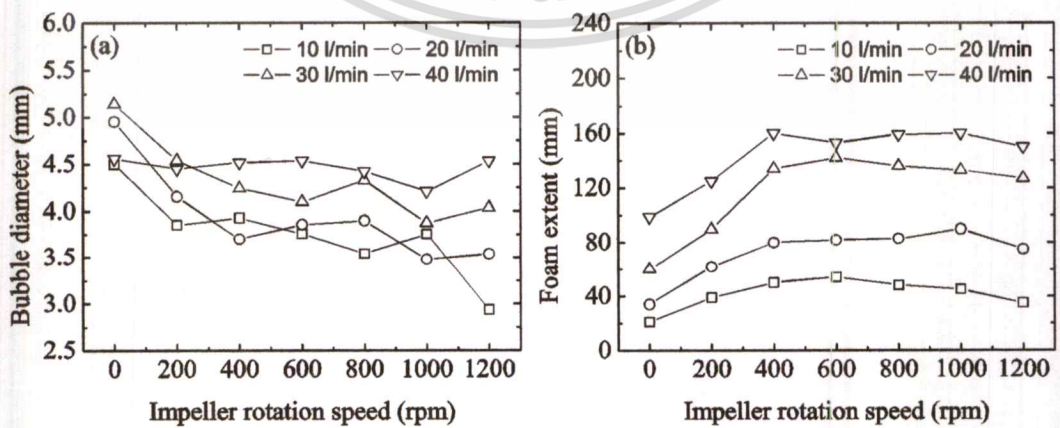 (a)
10 l/min 20 l/min
30 l/min 40 l/min
6.0
5.5
5.0
4.5
4.0
3.5
3.0
2.5
Bubble diameter (mm)
0 200 400 600 800 1000 1200
Impeller rotation speed (rpm)
(b)
10 l/min 20 l/min
30 l/min 40 l/min
240
200
160
120
80
40
0
Foam extent (mm)
0 200 400 600 800 1000 1200
Impeller rotation speed (rpm)